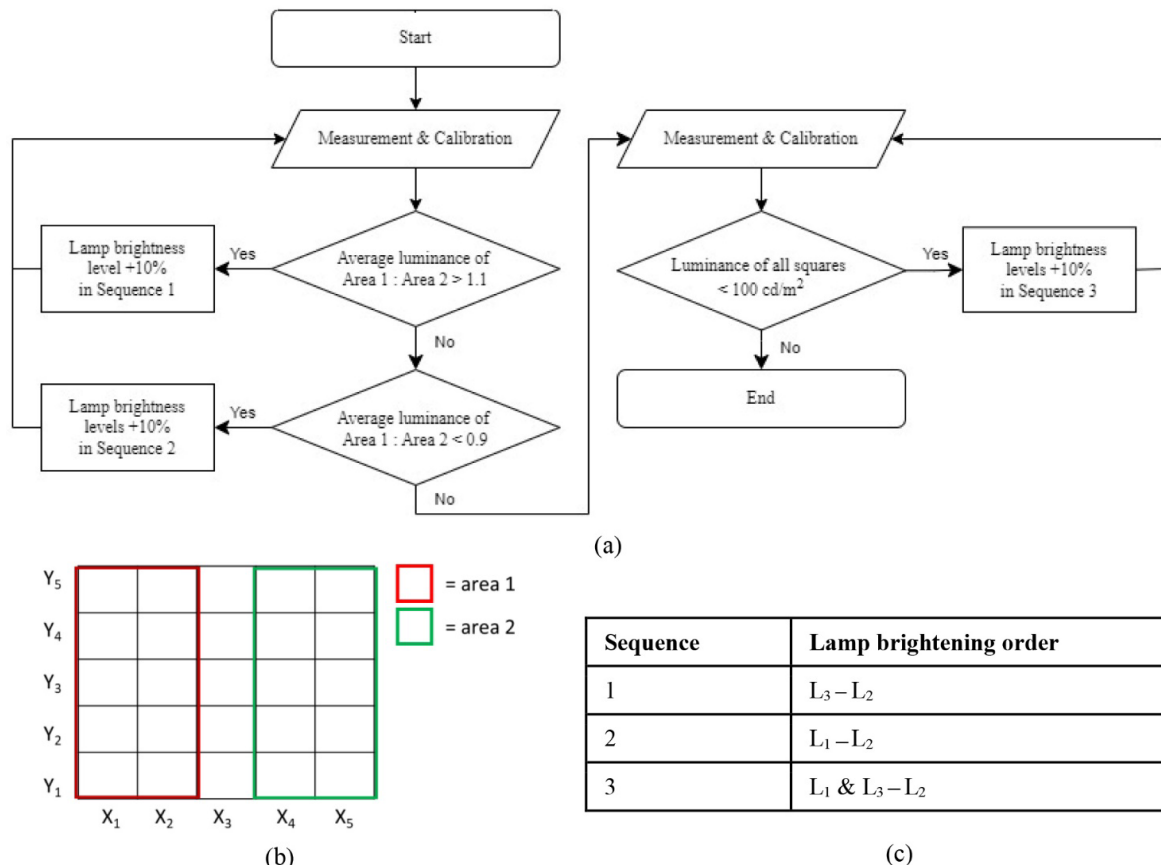 Start
Measurement & Calibration
Measurement & Calibration
Lamp brightness
level +10%
in Sequence 1
Yes
Average luminance of
Area 1 : Area 2 > 1.1
Luminance of all squares
< 100 cd/m²
Yes
Lamp brightness
levels +10%
in Sequence 3
No
No
Lamp brightness
levels +10%
in Sequence 2
Yes
Average luminance of
Area 1 : Area 2 < 0.9
End
No
(a)
Y₅
Y₄
Y₃
Y₂
Y₁
X₁ X₂ X₃ X₄ X₅
= area 1
= area 2
(b)
Sequence Lamp brightening order
1 L₃ – L₂
2 L₁ – L₂
3 L₁ & L₃ – L₂
(c)